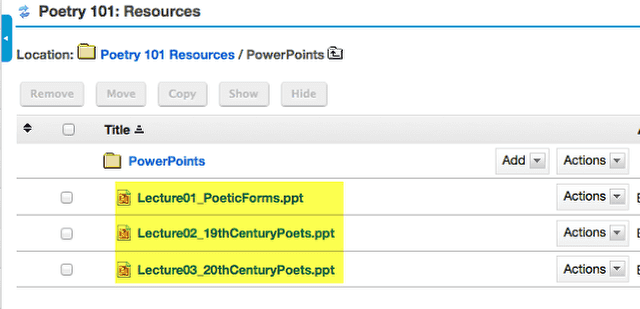 Poetry 101: Resources
Location: Poetry 101 Resources / PowerPoints
Remove Move Copy Show Hide
Title
PowerPoints Add Actions
Lecture01_PoeticForms.ppt Actions
Lecture02_19thCenturyPoets.ppt Actions
Lecture03_20thCenturyPoets.ppt Actions